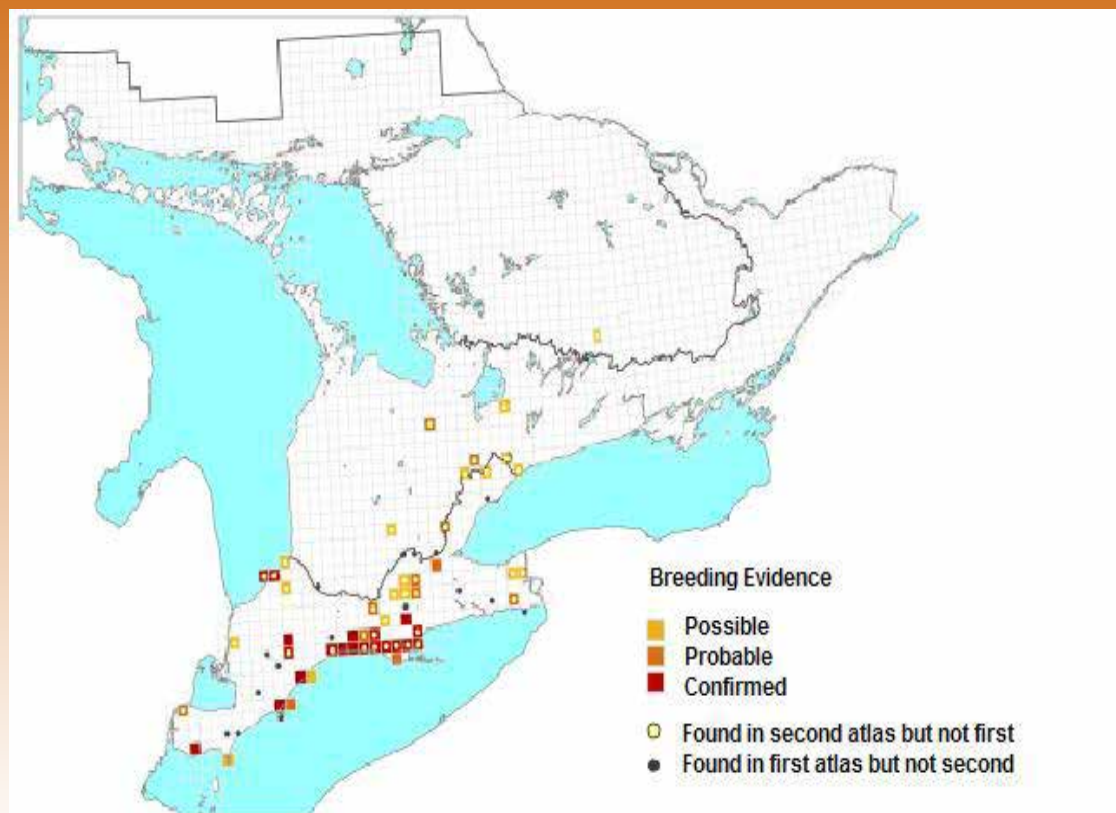 Breeding Evidence
Possible
Probable
Confirmed
Found in second atlas but not first
Found in first atlas but not second